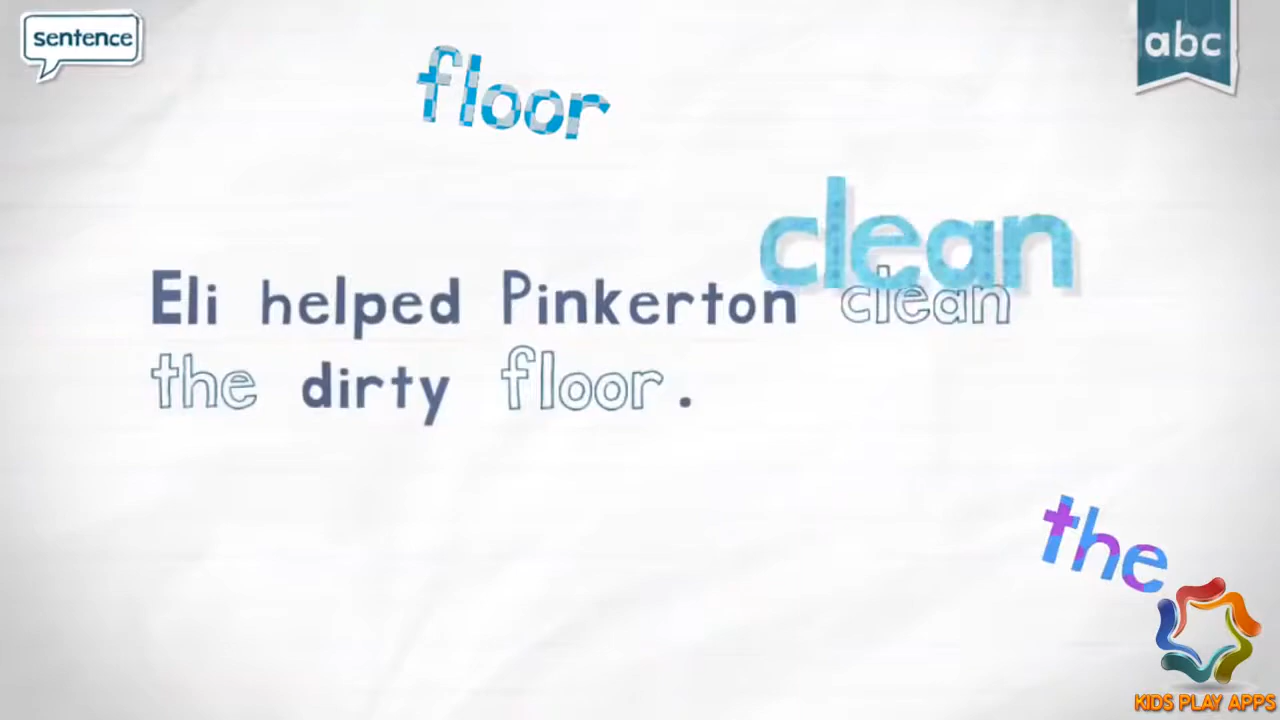 sentence
abc
floor
clean
Eli helped Pinkerton clean
the dirty floor.
the
KIDS PLAY APPS